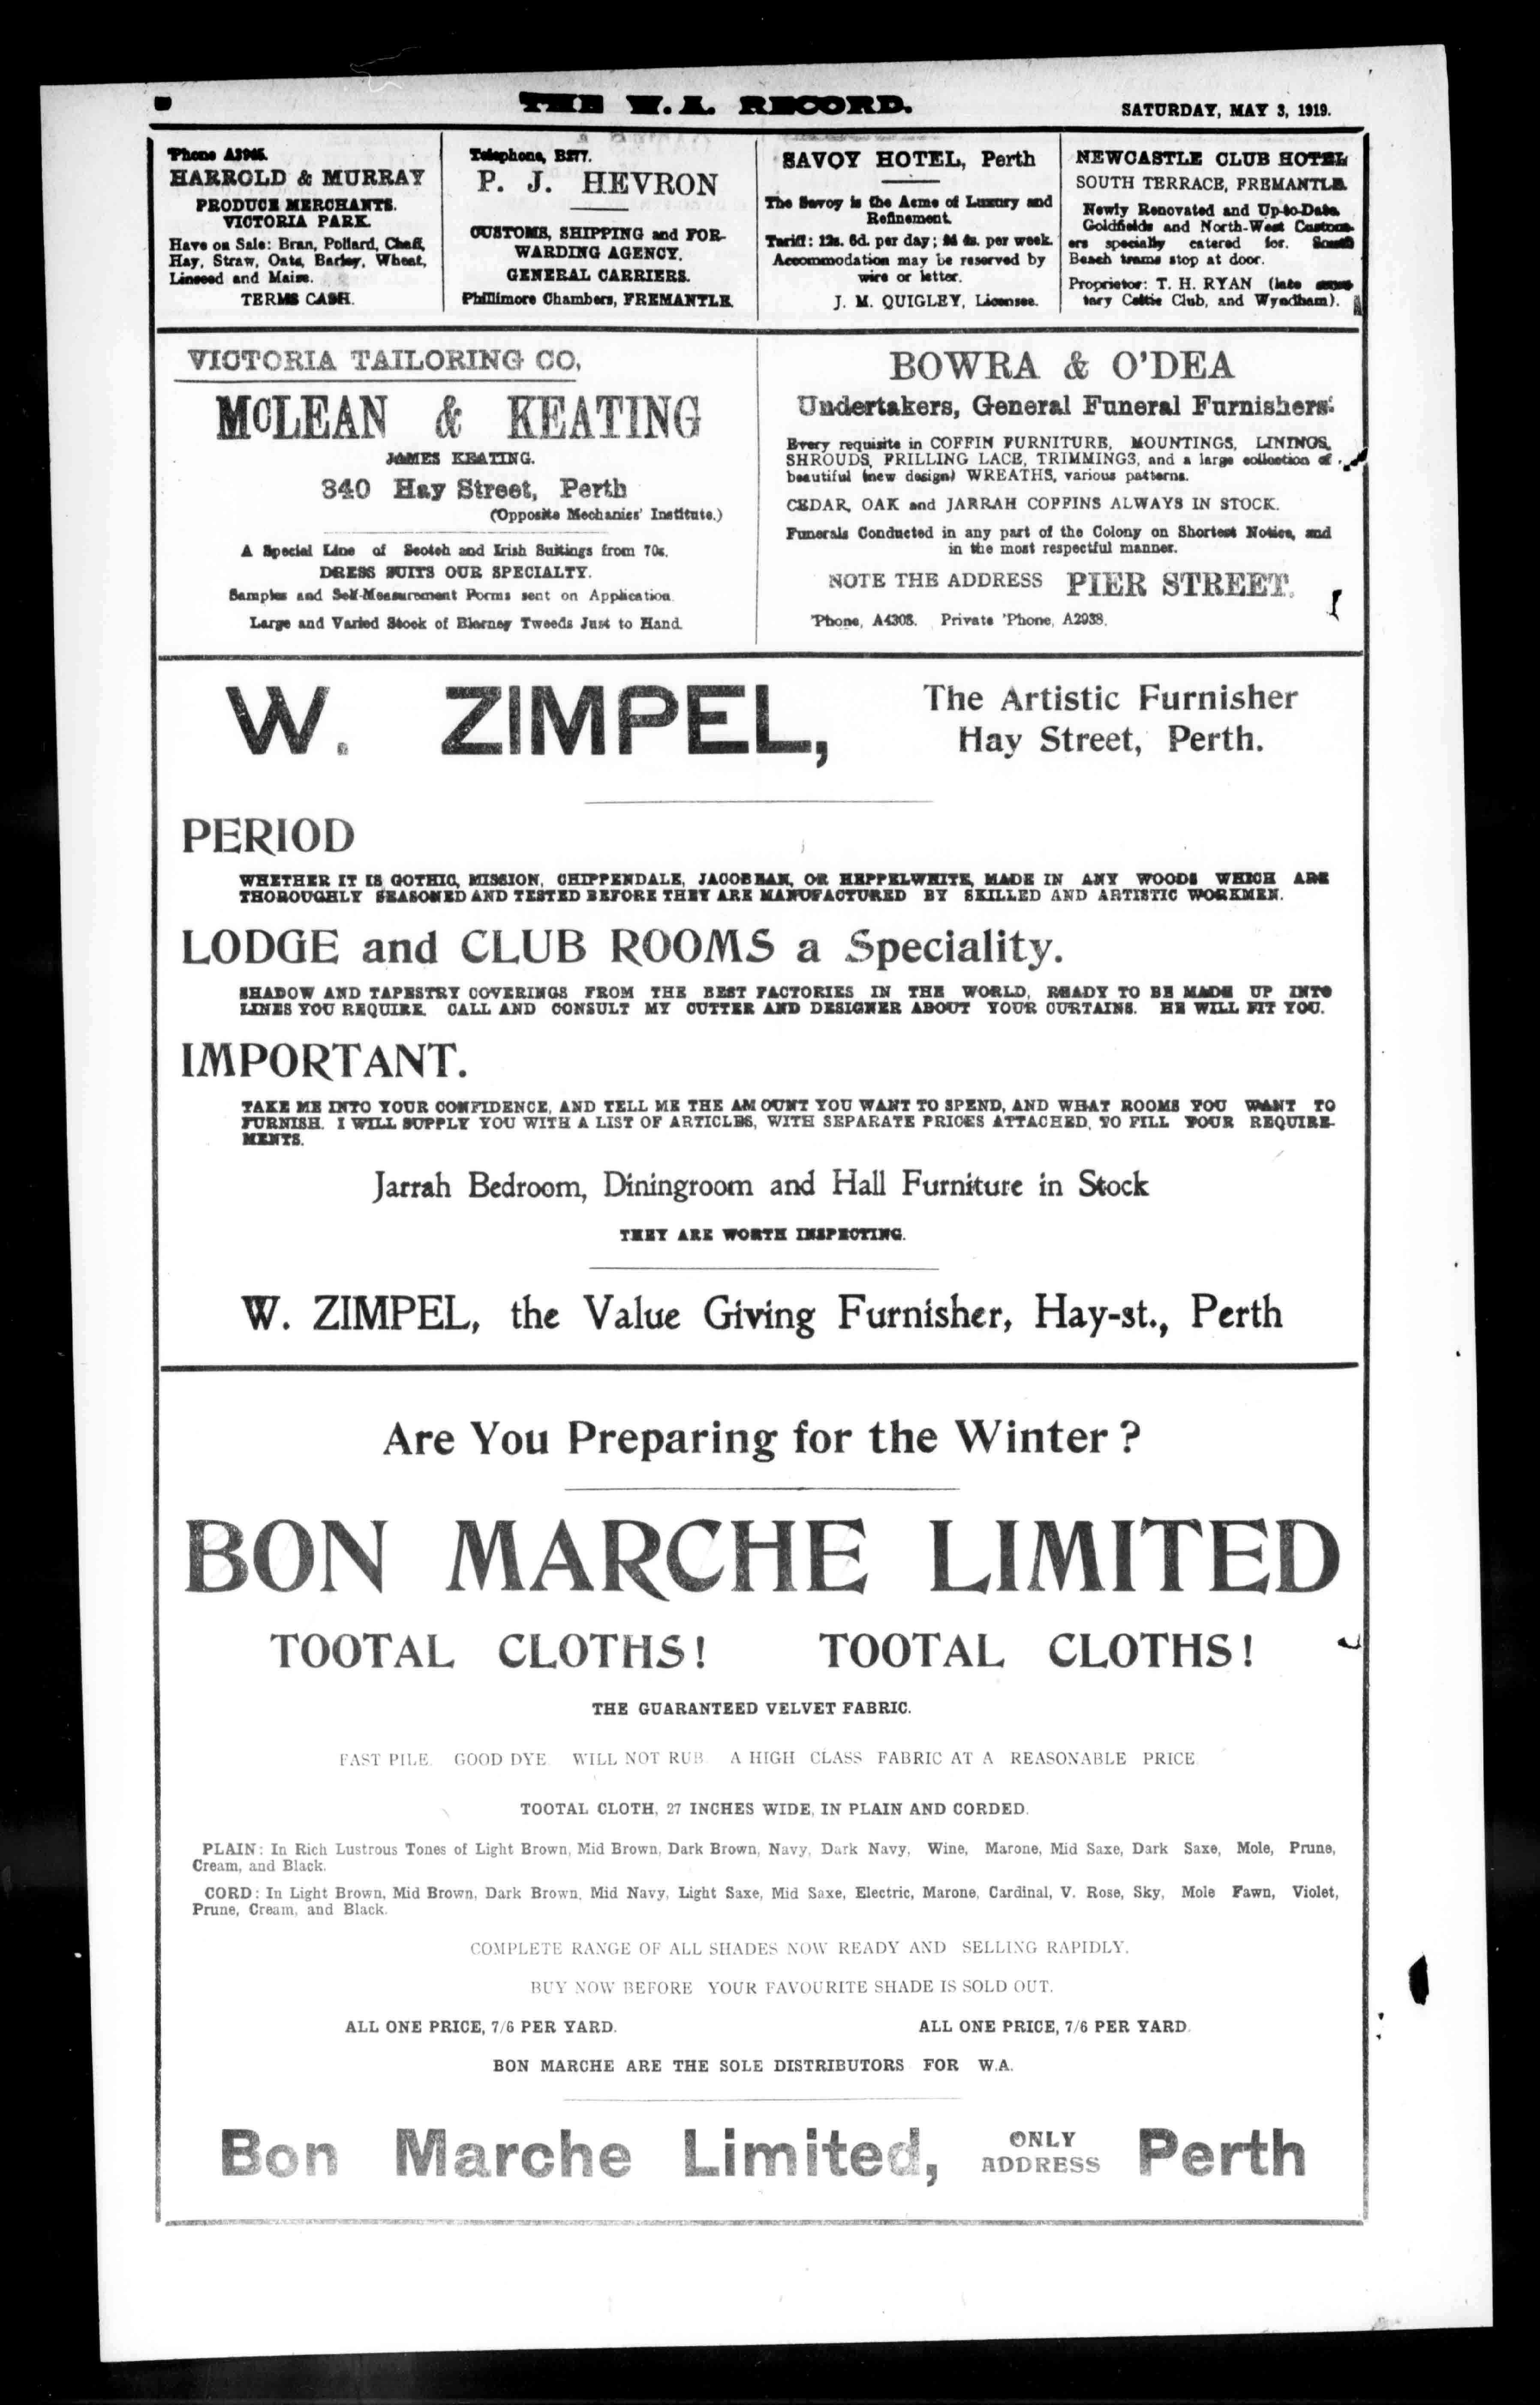 THE W.A. RECORD.
SATURDAY, MAY 3, 1919.
'Phone
HARROLD & MURRAY
PRODUCE MERCHANTS.
VICTORIA PARK.
Have on Sale: Bran, Pollard, Chaff,
Hay, Straw, Oats, Barley, Wheat,
Linseed and Maize.
TERMS CASH.
Telephone,
P. J. HEVRON
CUSTOMS, SHIPPING and FOR-
WARDING AGENCY.
GENERAL CARRIERS.
Phillimore Chambers, FREMANTLE.
SAVOY HOTEL, Perth
The Savoy is the Acme of Luxury and
Refinement.
Tariff: 12s. 6d. per day; per week.
Accommodation may be reserved by
wire or letter.
J. M. QUIGLEY, Licensee.
NEWCASTLE CLUB HOTEL
SOUTH TERRACE, FREMANTLE.
Newly Renovated and Up-to-Date.
Goldfields and North-West Custom-
ers specially catered for. South
Beach trams stop at door.
Proprietor: T. H. RYAN (late
tary Celtic Club, and Wyndham).
VICTORIA TAILORING CO,
McLEAN & KEATING
JAMES KEATING.
340 Hay Street, Perth
(Opposite Mechanics' Institute.)
A Special Line of Scotch and Irish Suitings from 70s.
DRESS SUITS OUR SPECIALTY.
Samples and Self-Measurement Forms sent on Application.
Large and Varied Stock of Blarney Tweeds Just to Hand.
BOWRA & O'DEA
Undertakers, General Funeral Furnishers.
Every requisite in COFFIN FURNITURE, MOUNTINGS, LININGS,
SHROUDS, FRILLING LACE, TRIMMINGS, and a large collection of
beautiful (new design) WREATHS, various patterns.
CEDAR, OAK and JARRAH COFFINS ALWAYS IN STOCK.
Funerals Conducted in any part of the Colony on Shortest Notice, and
in the most respectful manner.
NOTE THE ADDRESS PIER STREET.
'Phone, A4308. Private 'Phone, A2938.
W. ZIMPEL,
The Artistic Furnisher
Hay Street, Perth.
PERIOD
WHETHER IT IS GOTHIC, MISSION, CHIPPENDALE, JACOBEAN, OR HEPPELWHITE, MADE IN ANY WOODS WHICH ARE
THOROUGHLY SEASONED AND TESTED BEFORE THEY ARE MANUFACTURED BY SKILLED AND ARTISTIC WORKMEN.
LODGE and CLUB ROOMS a Speciality.
SHADOW AND TAPESTRY COVERINGS FROM THE BEST FACTORIES IN THE WORLD, READY TO BE MADE UP INTO
LINES YOU REQUIRE. CALL AND CONSULT MY CUTTER AND DESIGNER ABOUT YOUR CURTAINS. HE WILL FIT YOU.
IMPORTANT.
TAKE ME INTO YOUR CONFIDENCE, AND TELL ME THE AMOUNT YOU WANT TO SPEND, AND WHAT ROOMS YOU WANT TO
FURNISH. I WILL SUPPLY YOU WITH A LIST OF ARTICLES, WITH SEPARATE PRICES ATTACHED, TO FILL YOUR REQUIRE-
MENTS.
Jarrah Bedroom, Diningroom and Hall Furniture in Stock
THEY ARE WORTH INSPECTING.
W. ZIMPEL, the Value Giving Furnisher, Hay-st., Perth
Are You Preparing for the Winter?
BON MARCHE LIMITED
TOOTAL CLOTHS! TOOTAL CLOTHS!
THE GUARANTEED VELVET FABRIC.
FAST PILE. GOOD DYE. WILL NOT RUB. A HIGH CLASS FABRIC AT A REASONABLE PRICE.
TOOTAL CLOTH, 27 INCHES WIDE, IN PLAIN AND CORDED.
PLAIN: In Rich Lustrous Tones of Light Brown, Mid Brown, Dark Brown, Navy, Dark Navy, Wine, Marone, Mid Saxe, Dark Saxe, Mole, Prune,
Cream, and Black.
CORD: In Light Brown, Mid Brown, Dark Brown, Mid Navy, Light Saxe, Mid Saxe, Electric, Marone, Cardinal, V. Rose, Sky, Mole Fawn, Violet,
Prune, Cream, and Black.
COMPLETE RANGE OF ALL SHADES NOW READY AND SELLING RAPIDLY.
BUY NOW BEFORE YOUR FAVOURITE SHADE IS SOLD OUT.
ALL ONE PRICE, 7/6 PER YARD. ALL ONE PRICE, 7/6 PER YARD.
BON MARCHE ARE THE SOLE DISTRIBUTORS FOR W.A.
Bon Marche Limited, ONLY ADDRESS Perth